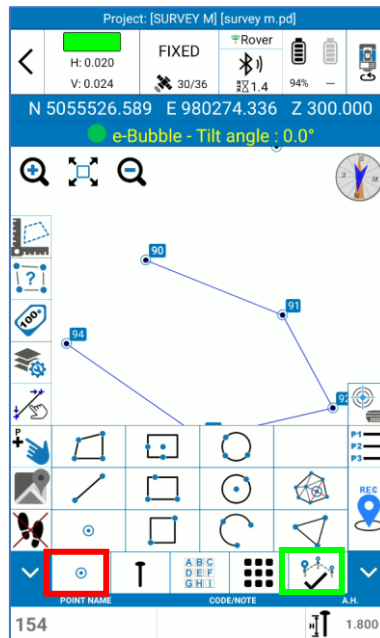 Project: [SURVEY M] [survey m.pd]
H: 0.020
V: 0.024
FIXED
30/36
Rover
1.4
94%
--
N 5055526.589 E 980274.336 Z 300.000
e-Bubble - Tilt angle : 0.0°
90
91
94
92
?
100
P
P1
P2
P3
REC
A B C
D E F
G H I
POINT NAME
CODE/NOTE
A.H.
154
H
1.800